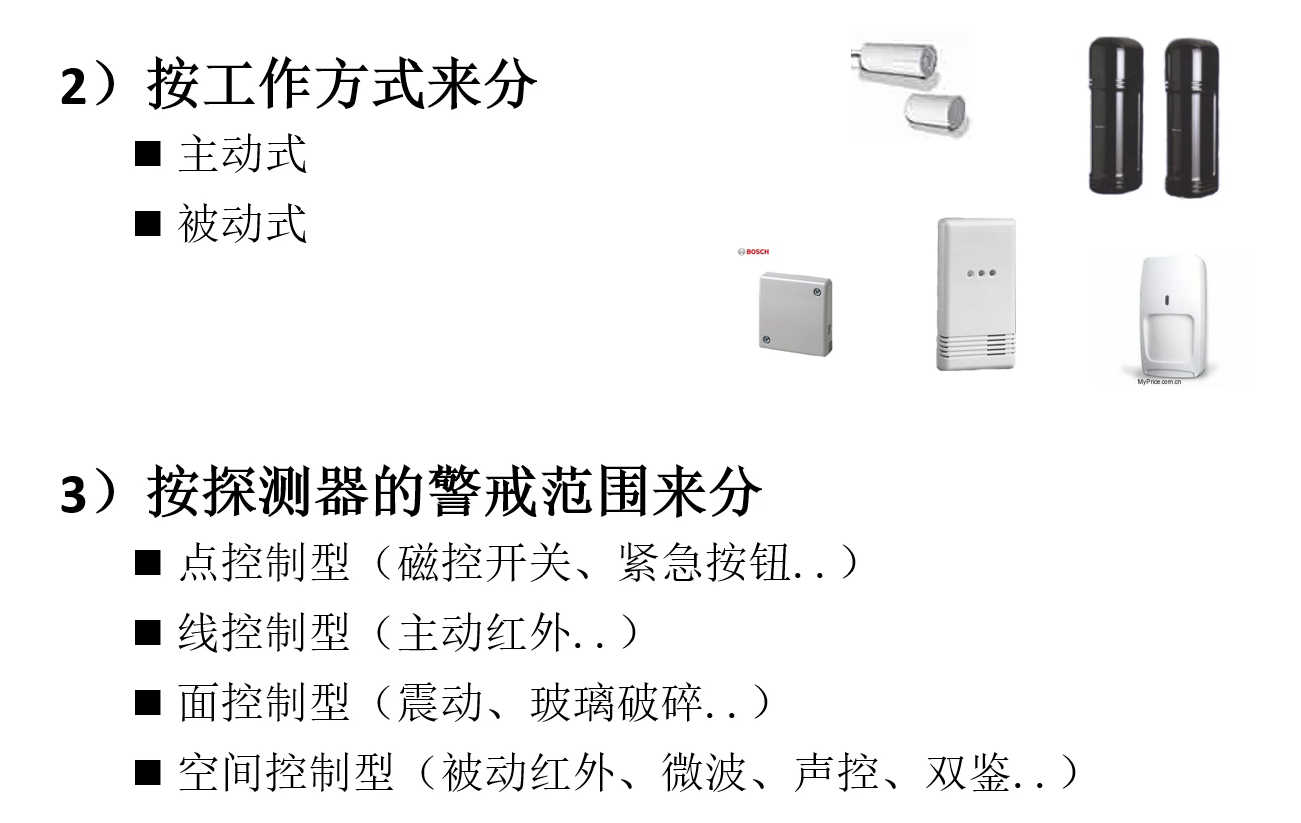 2）按工作方式来分
■ 主动式
■ 被动式
BOSCH
MyPrice.com.cn
3）按探测器的警戒范围来分
■ 点控制型（磁控开关、紧急按钮..）
■ 线控制型（主动红外..）
■ 面控制型（震动、玻璃破碎..）
■ 空间控制型（被动红外、微波、声控、双鉴..）